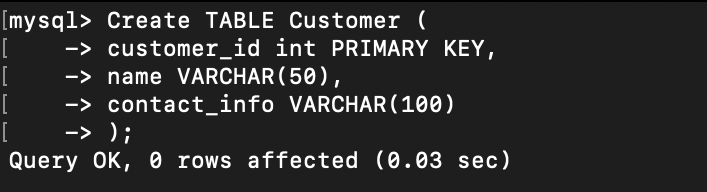 [mysql> Create TABLE Customer (
[    -> customer_id int PRIMARY KEY,
[    -> name VARCHAR(50),
[    -> contact_info VARCHAR(100)
[    -> );
Query OK, 0 rows affected (0.03 sec)